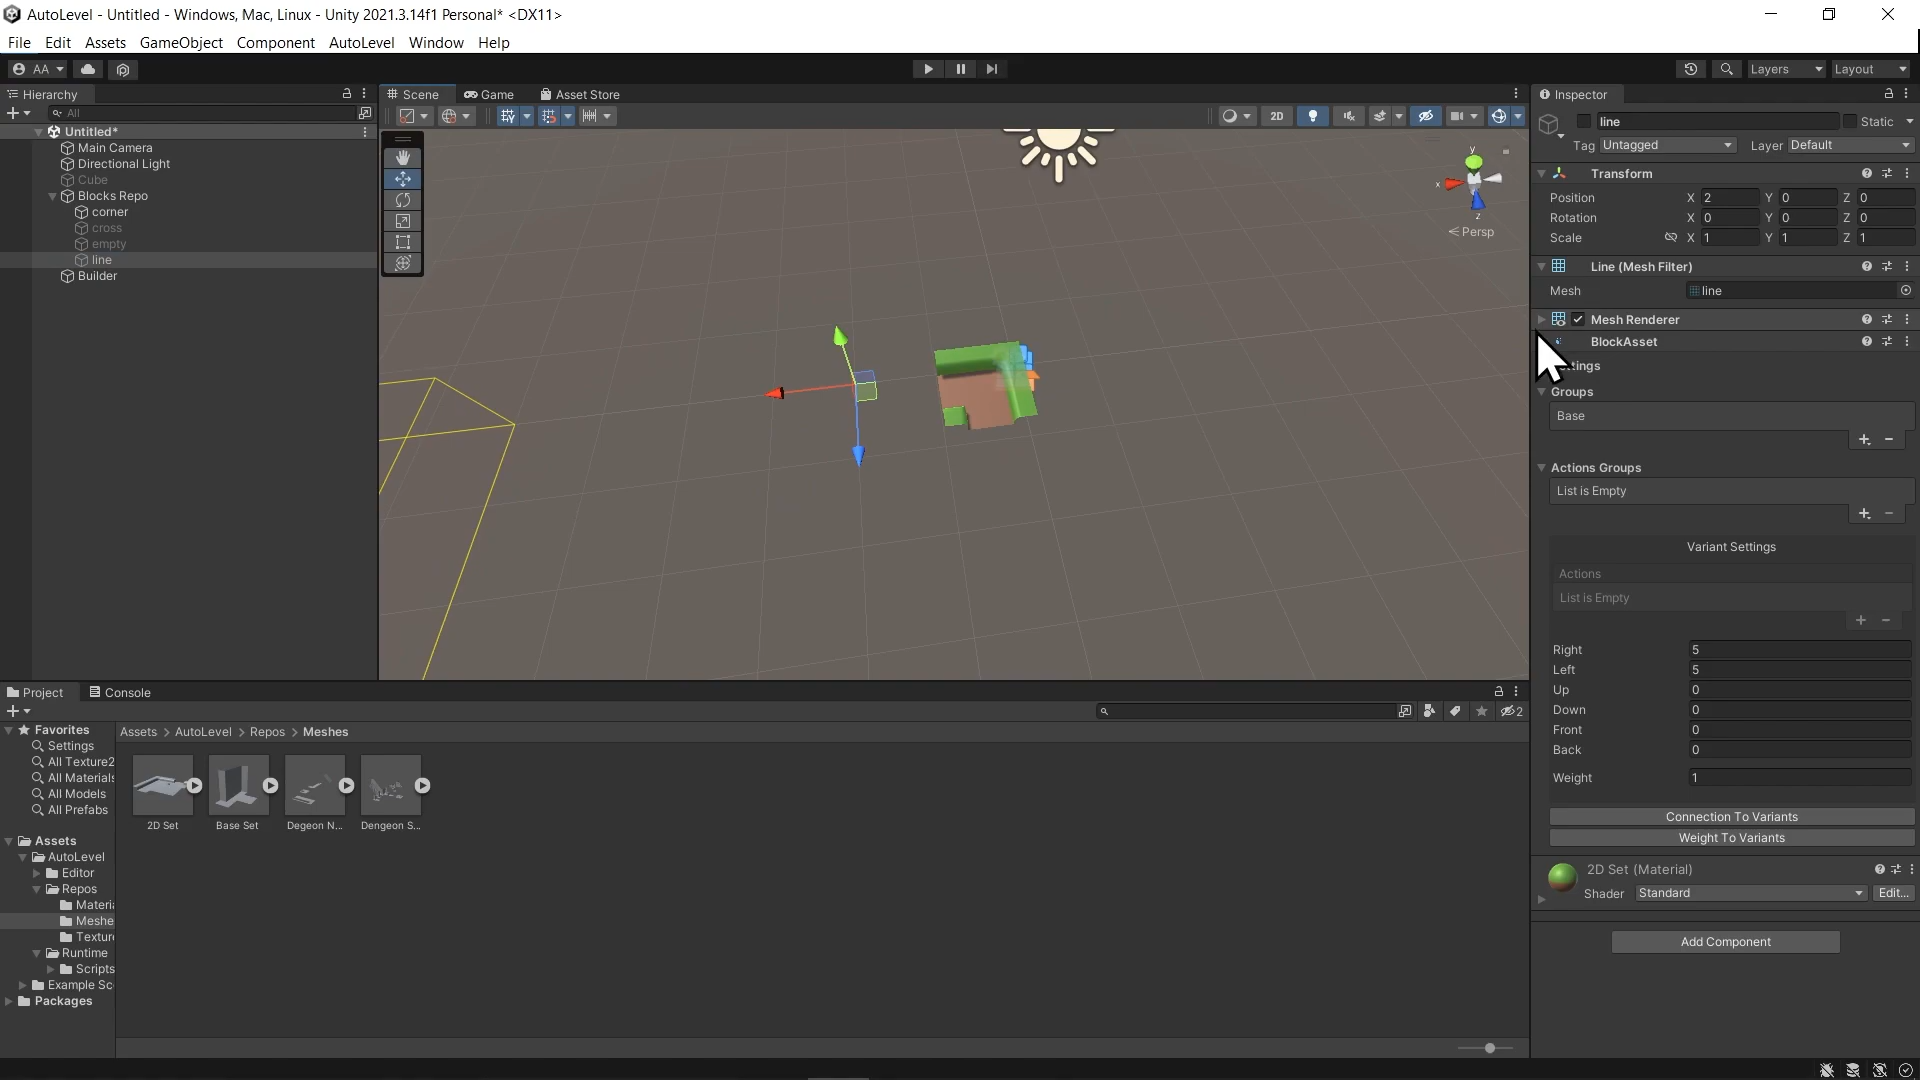 AutoLevel - Untitled - Windows, Mac, Linux - Unity 2021.3.14f1 Personal* <DX11>
File Edit Assets GameObject Component AutoLevel Window Help
AA
Layers
Layout
Hierarchy
All
Untitled*
Main Camera
Directional Light
Cube
Blocks Repo
corner
cross
empty
line
Builder
Scene
Game
Asset Store
2D
y
x
z
Persp
Inspector
line
Static
Tag Untagged Layer Default
Transform
Position X 2 Y 0 Z 0
Rotation X 0 Y 0 Z 0
Scale X 1 Y 1 Z 1
Line (Mesh Filter)
Mesh line
Mesh Renderer
BlockAsset
Groups
Base
Actions Groups
List is Empty
Variant Settings
Actions
List is Empty
Right 5
Left 5
Up 0
Down 0
Front 0
Back 0
Weight 1
Connection To Variants
Weight To Variants
2D Set (Material)
Shader Standard Edit...
Add Component
Project
Console
2
Favorites
Settings
All Texture2
All Materials
All Models
All Prefabs
Assets
AutoLevel
Editor
Repos
Materia
Meshe
Texture
Runtime
Scripts
Example Sc
Packages
Assets > AutoLevel > Repos > Meshes
2D Set
Base Set
Degeon N...
Dengeon S...